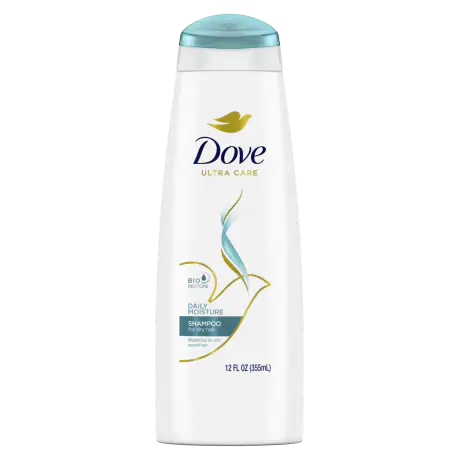 Dove
ULTRA CARE
BIO
RESTORE
DAILY
MOISTURE
SHAMPOO
for dry hair
12 FL OZ (355mL)